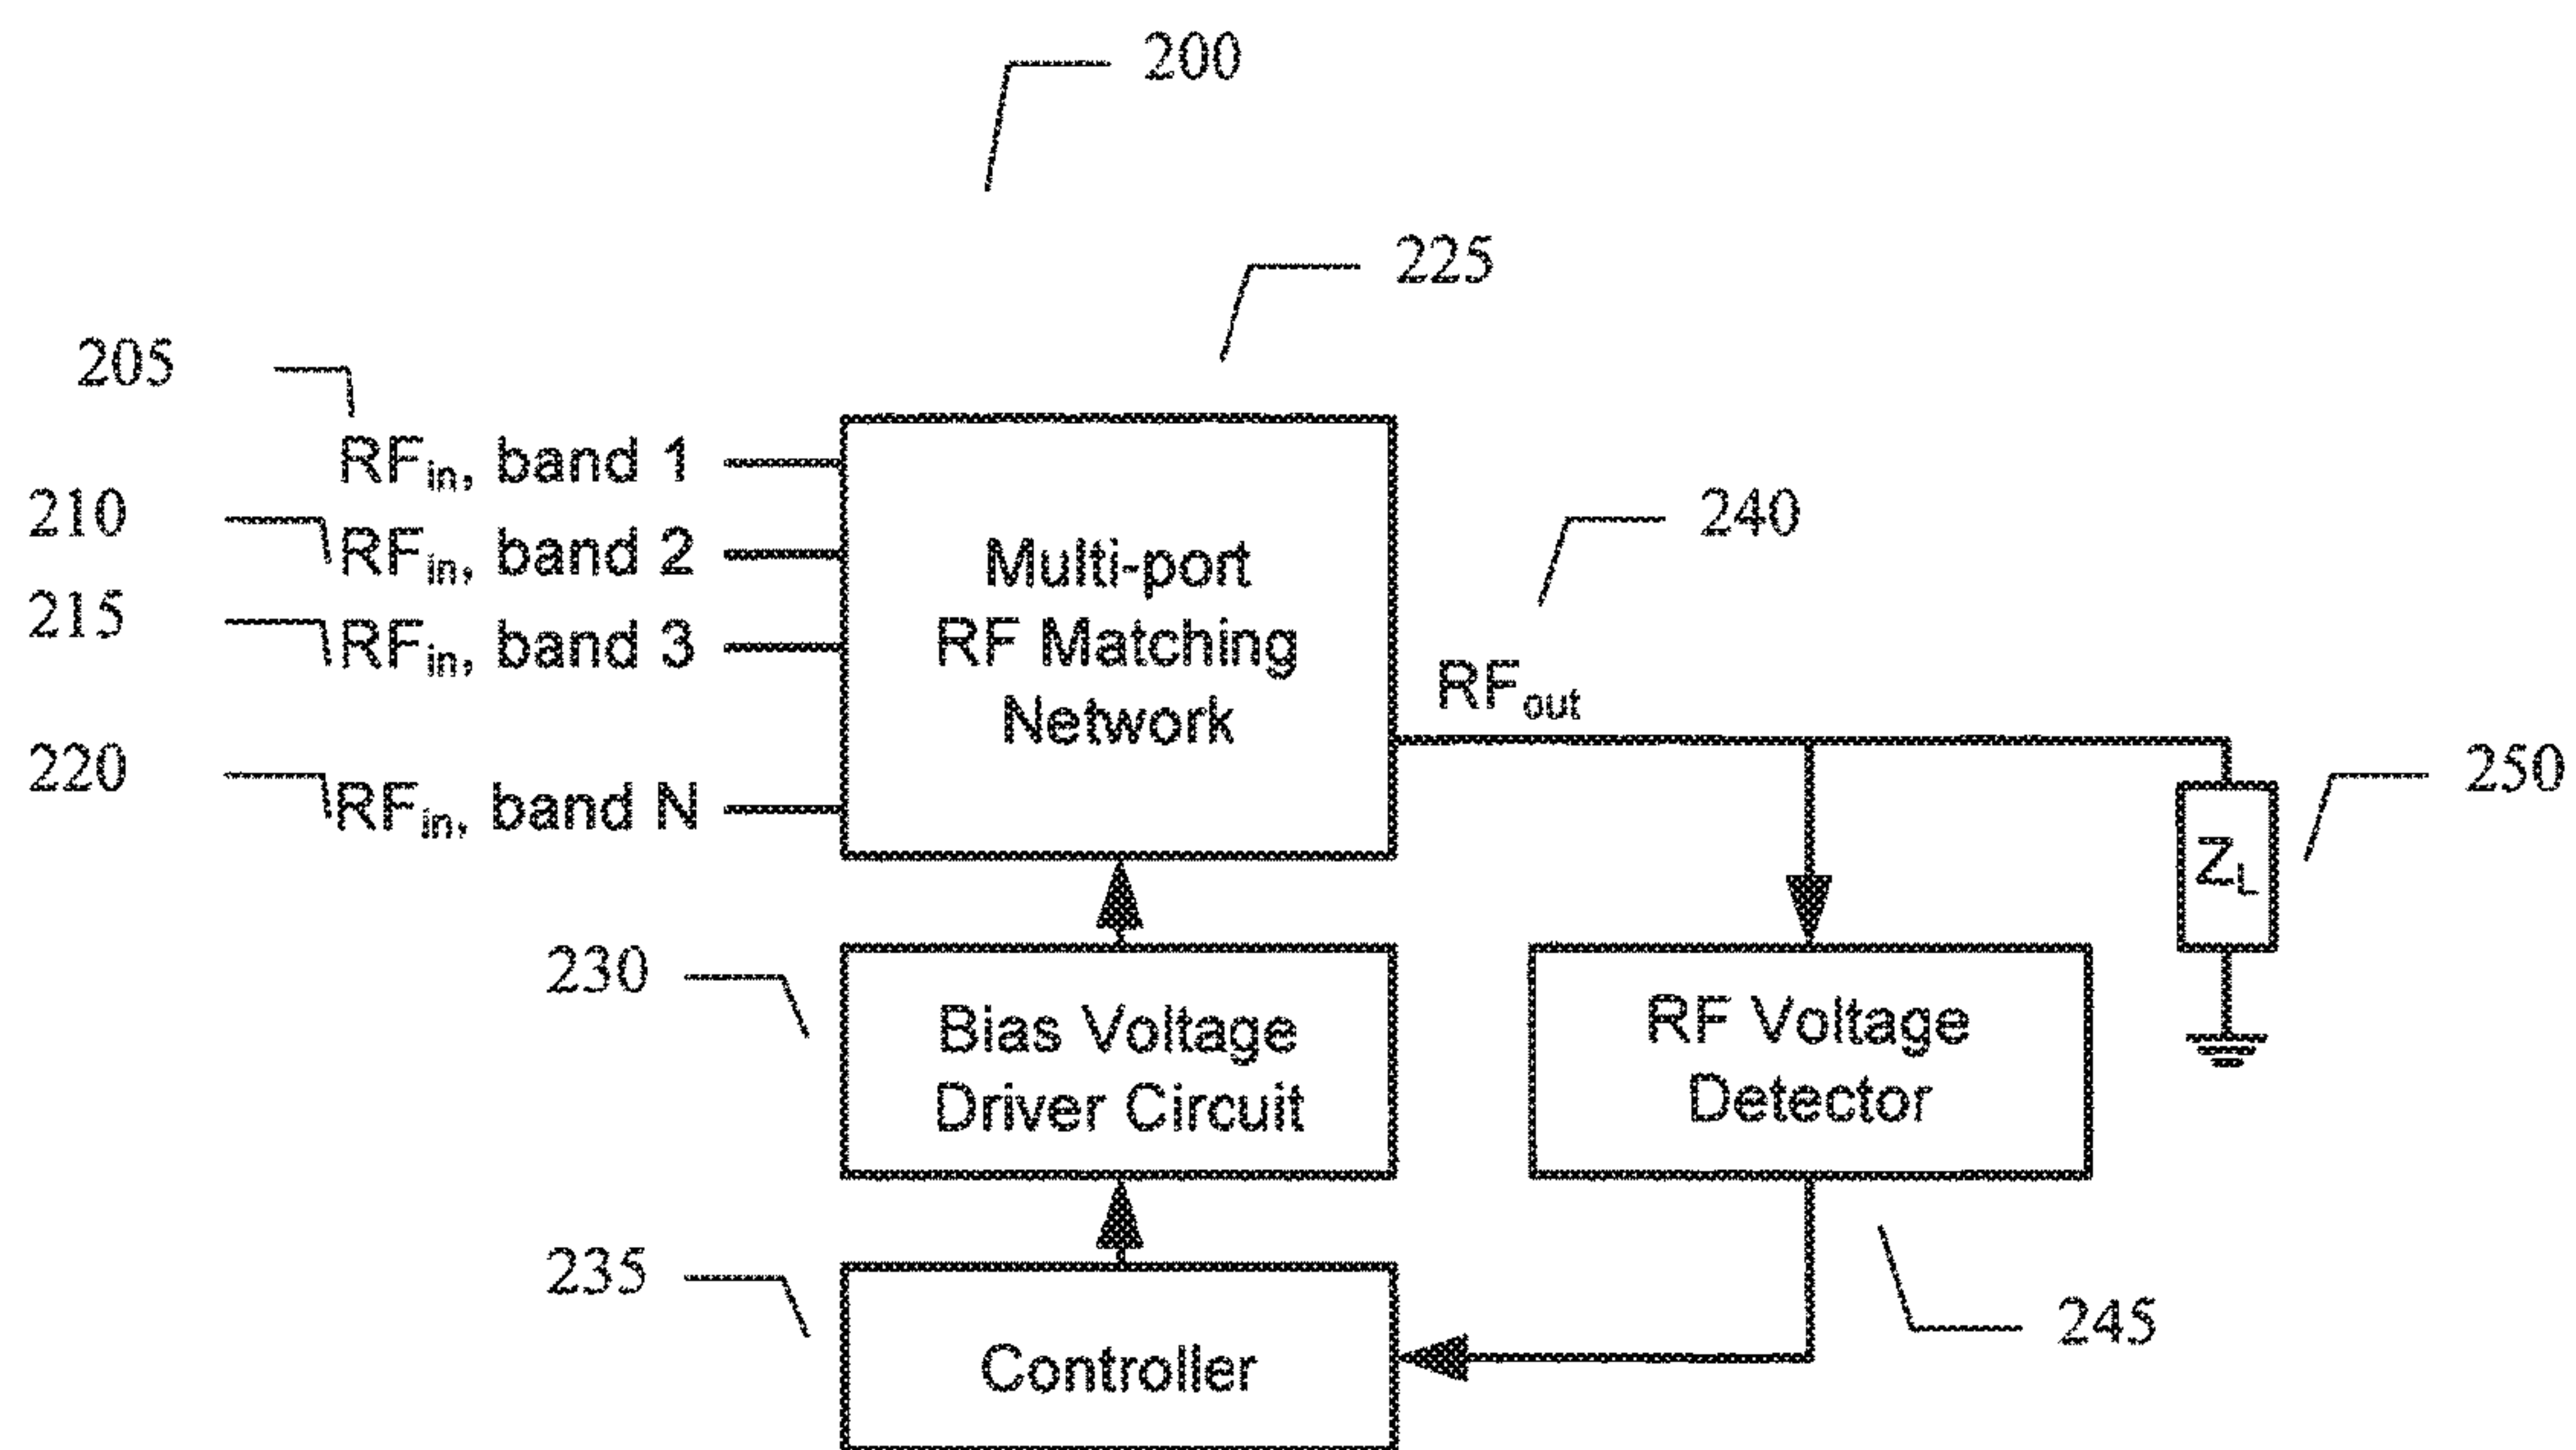 200
225
205
RFin, band 1
210
RFin, band 2
215
RFin, band 3
220
RFin, band N
Multi-port
RF Matching
Network
240
RFout
250
ZL
230
Bias Voltage
Driver Circuit
RF Voltage
Detector
235
Controller
245